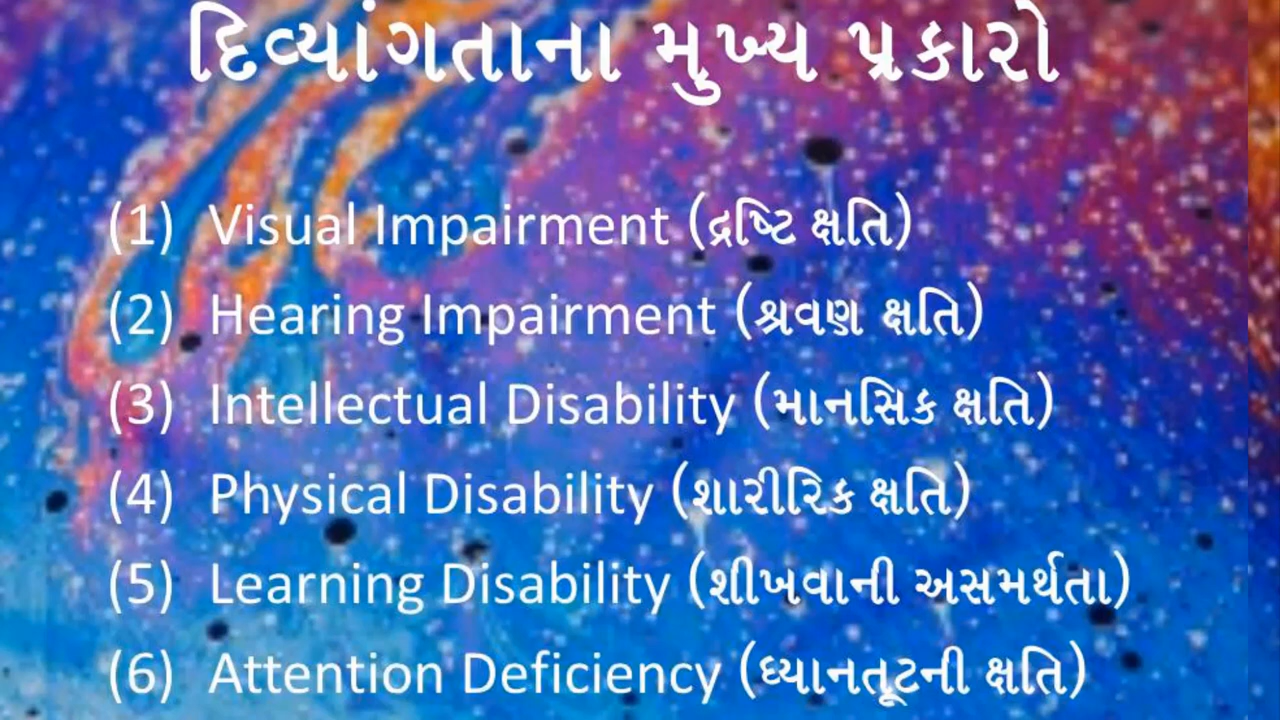 દિવ્યાંગતાના મુખ્ય પ્રકારો
(1) Visual Impairment (દ્રષ્ટિ ક્ષતિ)
(2) Hearing Impairment (શ્રવણ ક્ષતિ)
(3) Intellectual Disability (માનસિક ક્ષતિ)
(4) Physical Disability (શારીરિક ક્ષતિ)
(5) Learning Disability (શીખવાની અસમર્થતા)
(6) Attention Deficiency (ધ્યાનતૂટની ક્ષતિ)